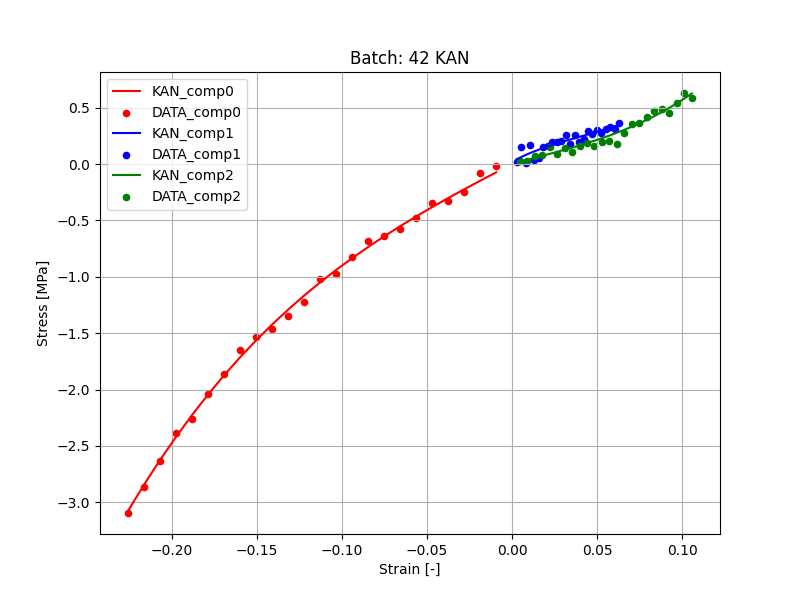 Batch: 42 KAN
KAN_comp0
DATA_comp0
KAN_comp1
DATA_comp1
KAN_comp2
DATA_comp2
Stress [MPa]
0.5
0.0
−0.5
−1.0
−1.5
−2.0
−2.5
−3.0
−0.20 −0.15 −0.10 −0.05 0.00 0.05 0.10
Strain [-]